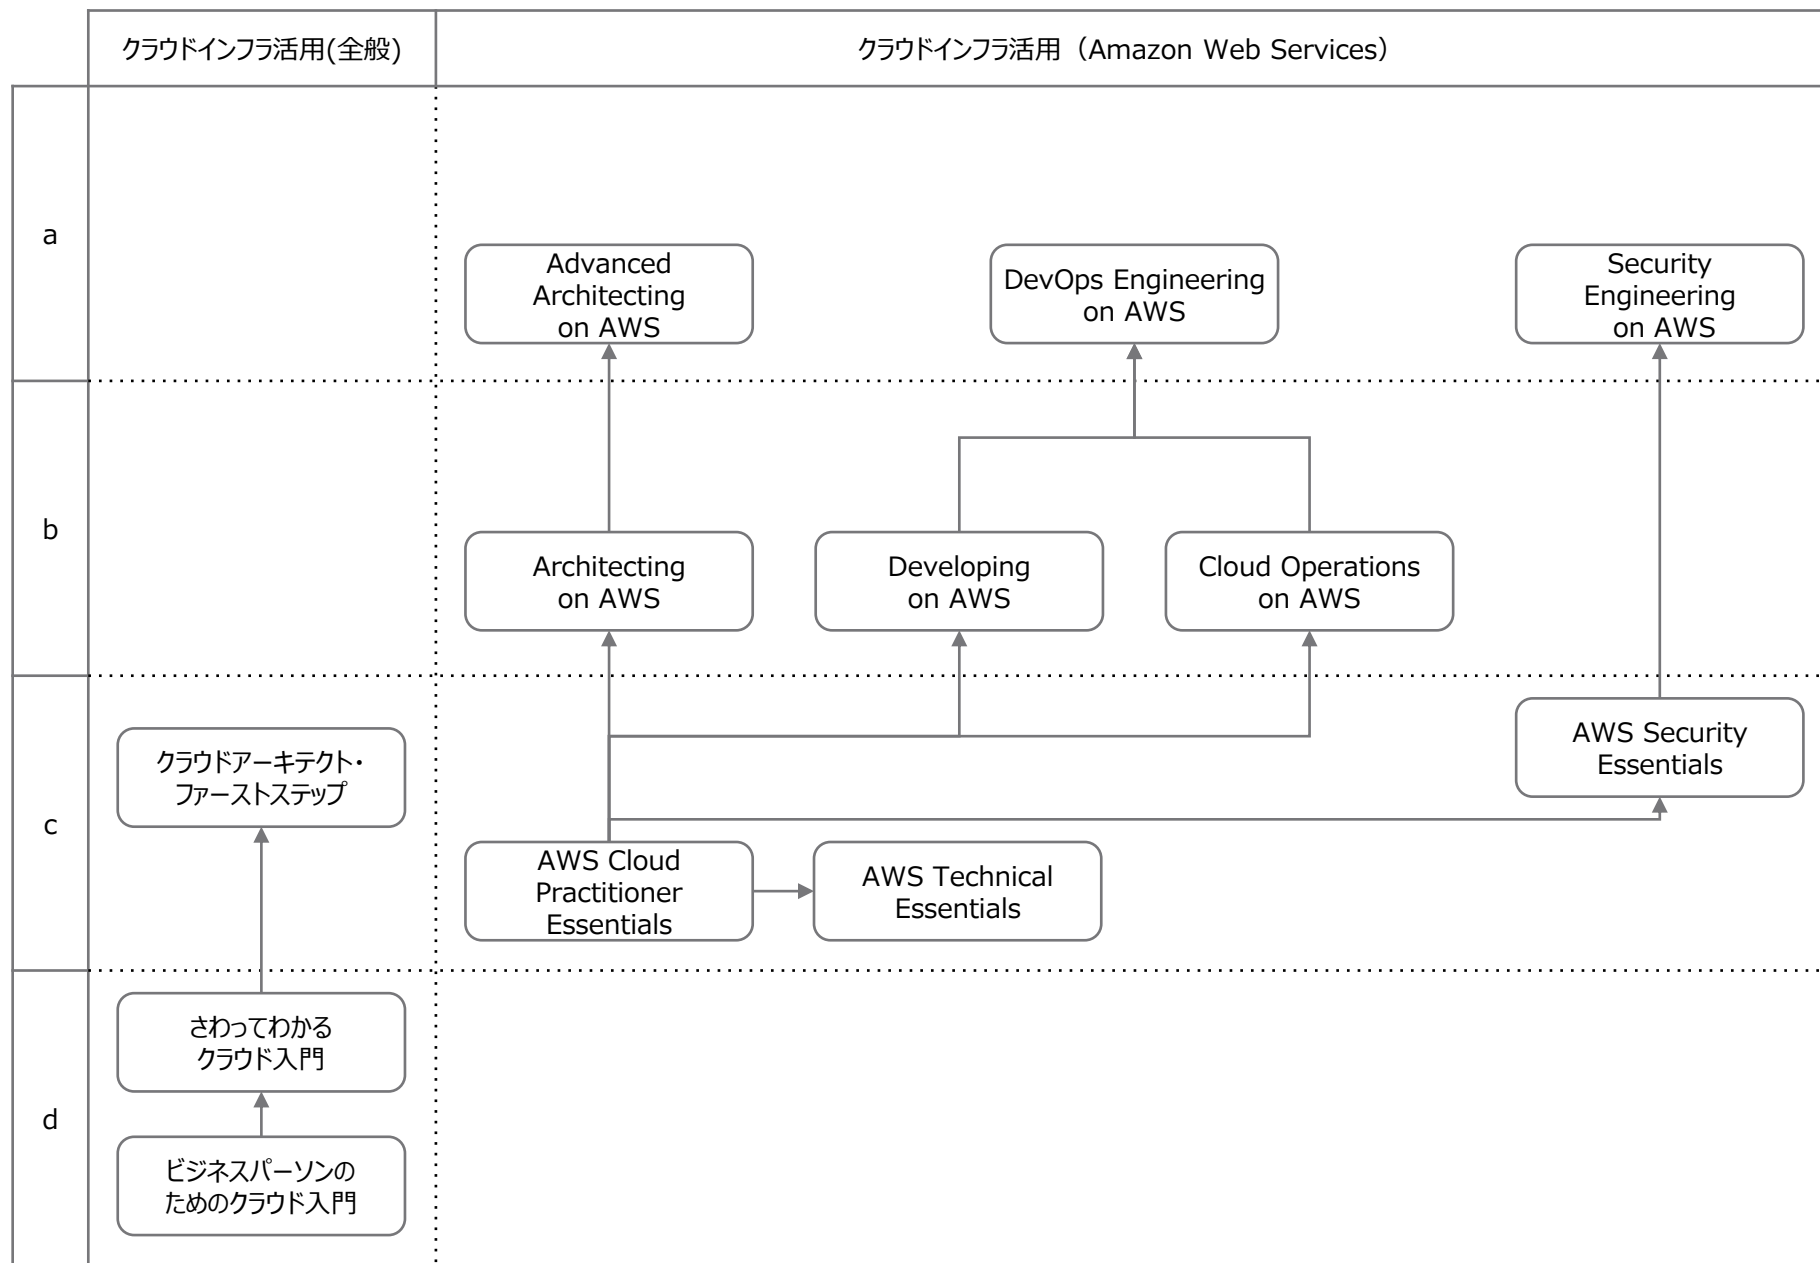 クラウドインフラ活用(全般)
クラウドインフラ活用（Amazon Web Services）
a
Advanced
Architecting
on AWS
DevOps Engineering
on AWS
Security
Engineering
on AWS
b
Architecting
on AWS
Developing
on AWS
Cloud Operations
on AWS
c
クラウドアーキテクト・
ファーストステップ
AWS Security
Essentials
AWS Cloud
Practitioner
Essentials
AWS Technical
Essentials
d
さわってわかる
クラウド入門
ビジネスパーソンの
ためのクラウド入門